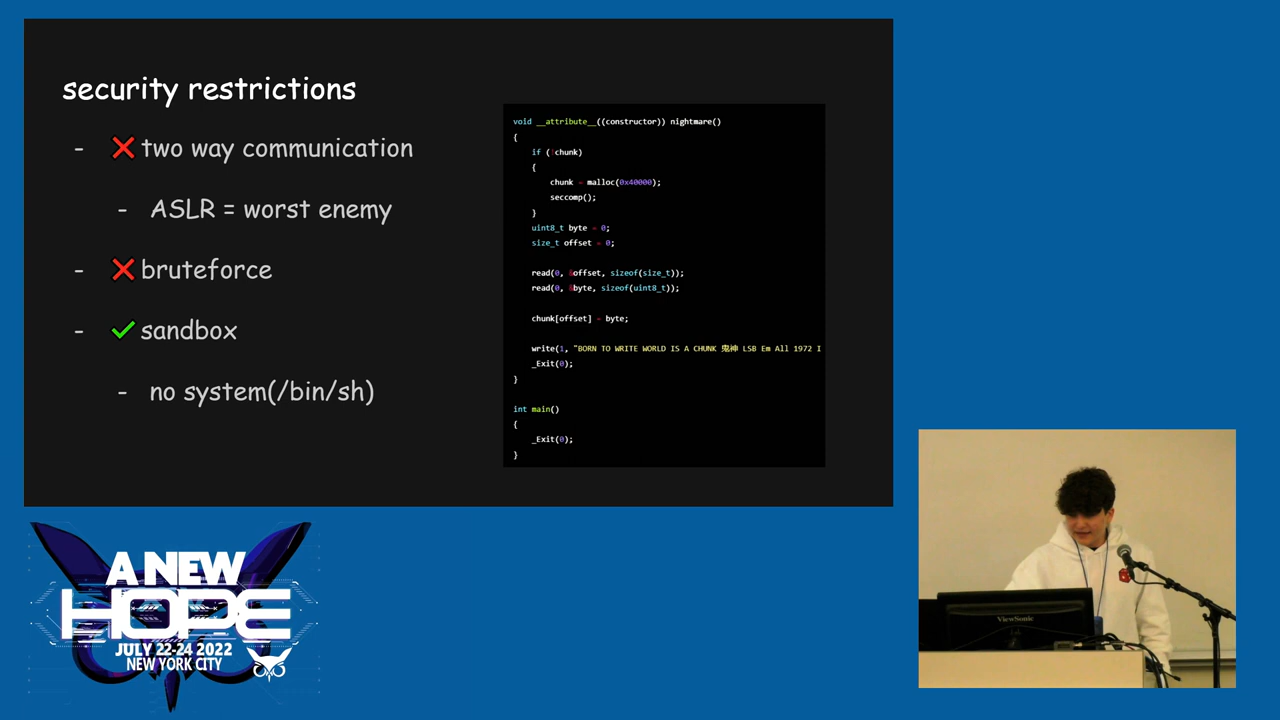 security restrictions
- ❌ two way communication
- ASLR = worst enemy
- ❌ bruteforce
- ✅ sandbox
- no system(/bin/sh)
void __attribute__((constructor)) nightmare()
{
if (!chunk)
{
chunk = malloc(0x40000);
seccomp();
}
uint8_t byte = 0;
size_t offset = 0;
read(0, &offset, sizeof(size_t));
read(0, &byte, sizeof(uint8_t));
chunk[offset] = byte;
write(1, "BORN TO WRITE WORLD IS A CHUNK 鬼神 LSB Em All 1972 I
_Exit(0);
}
int main()
{
_Exit(0);
}
A NEW
HOPE
JULY 22-24 2022
NEW YORK CITY
ViewSonic